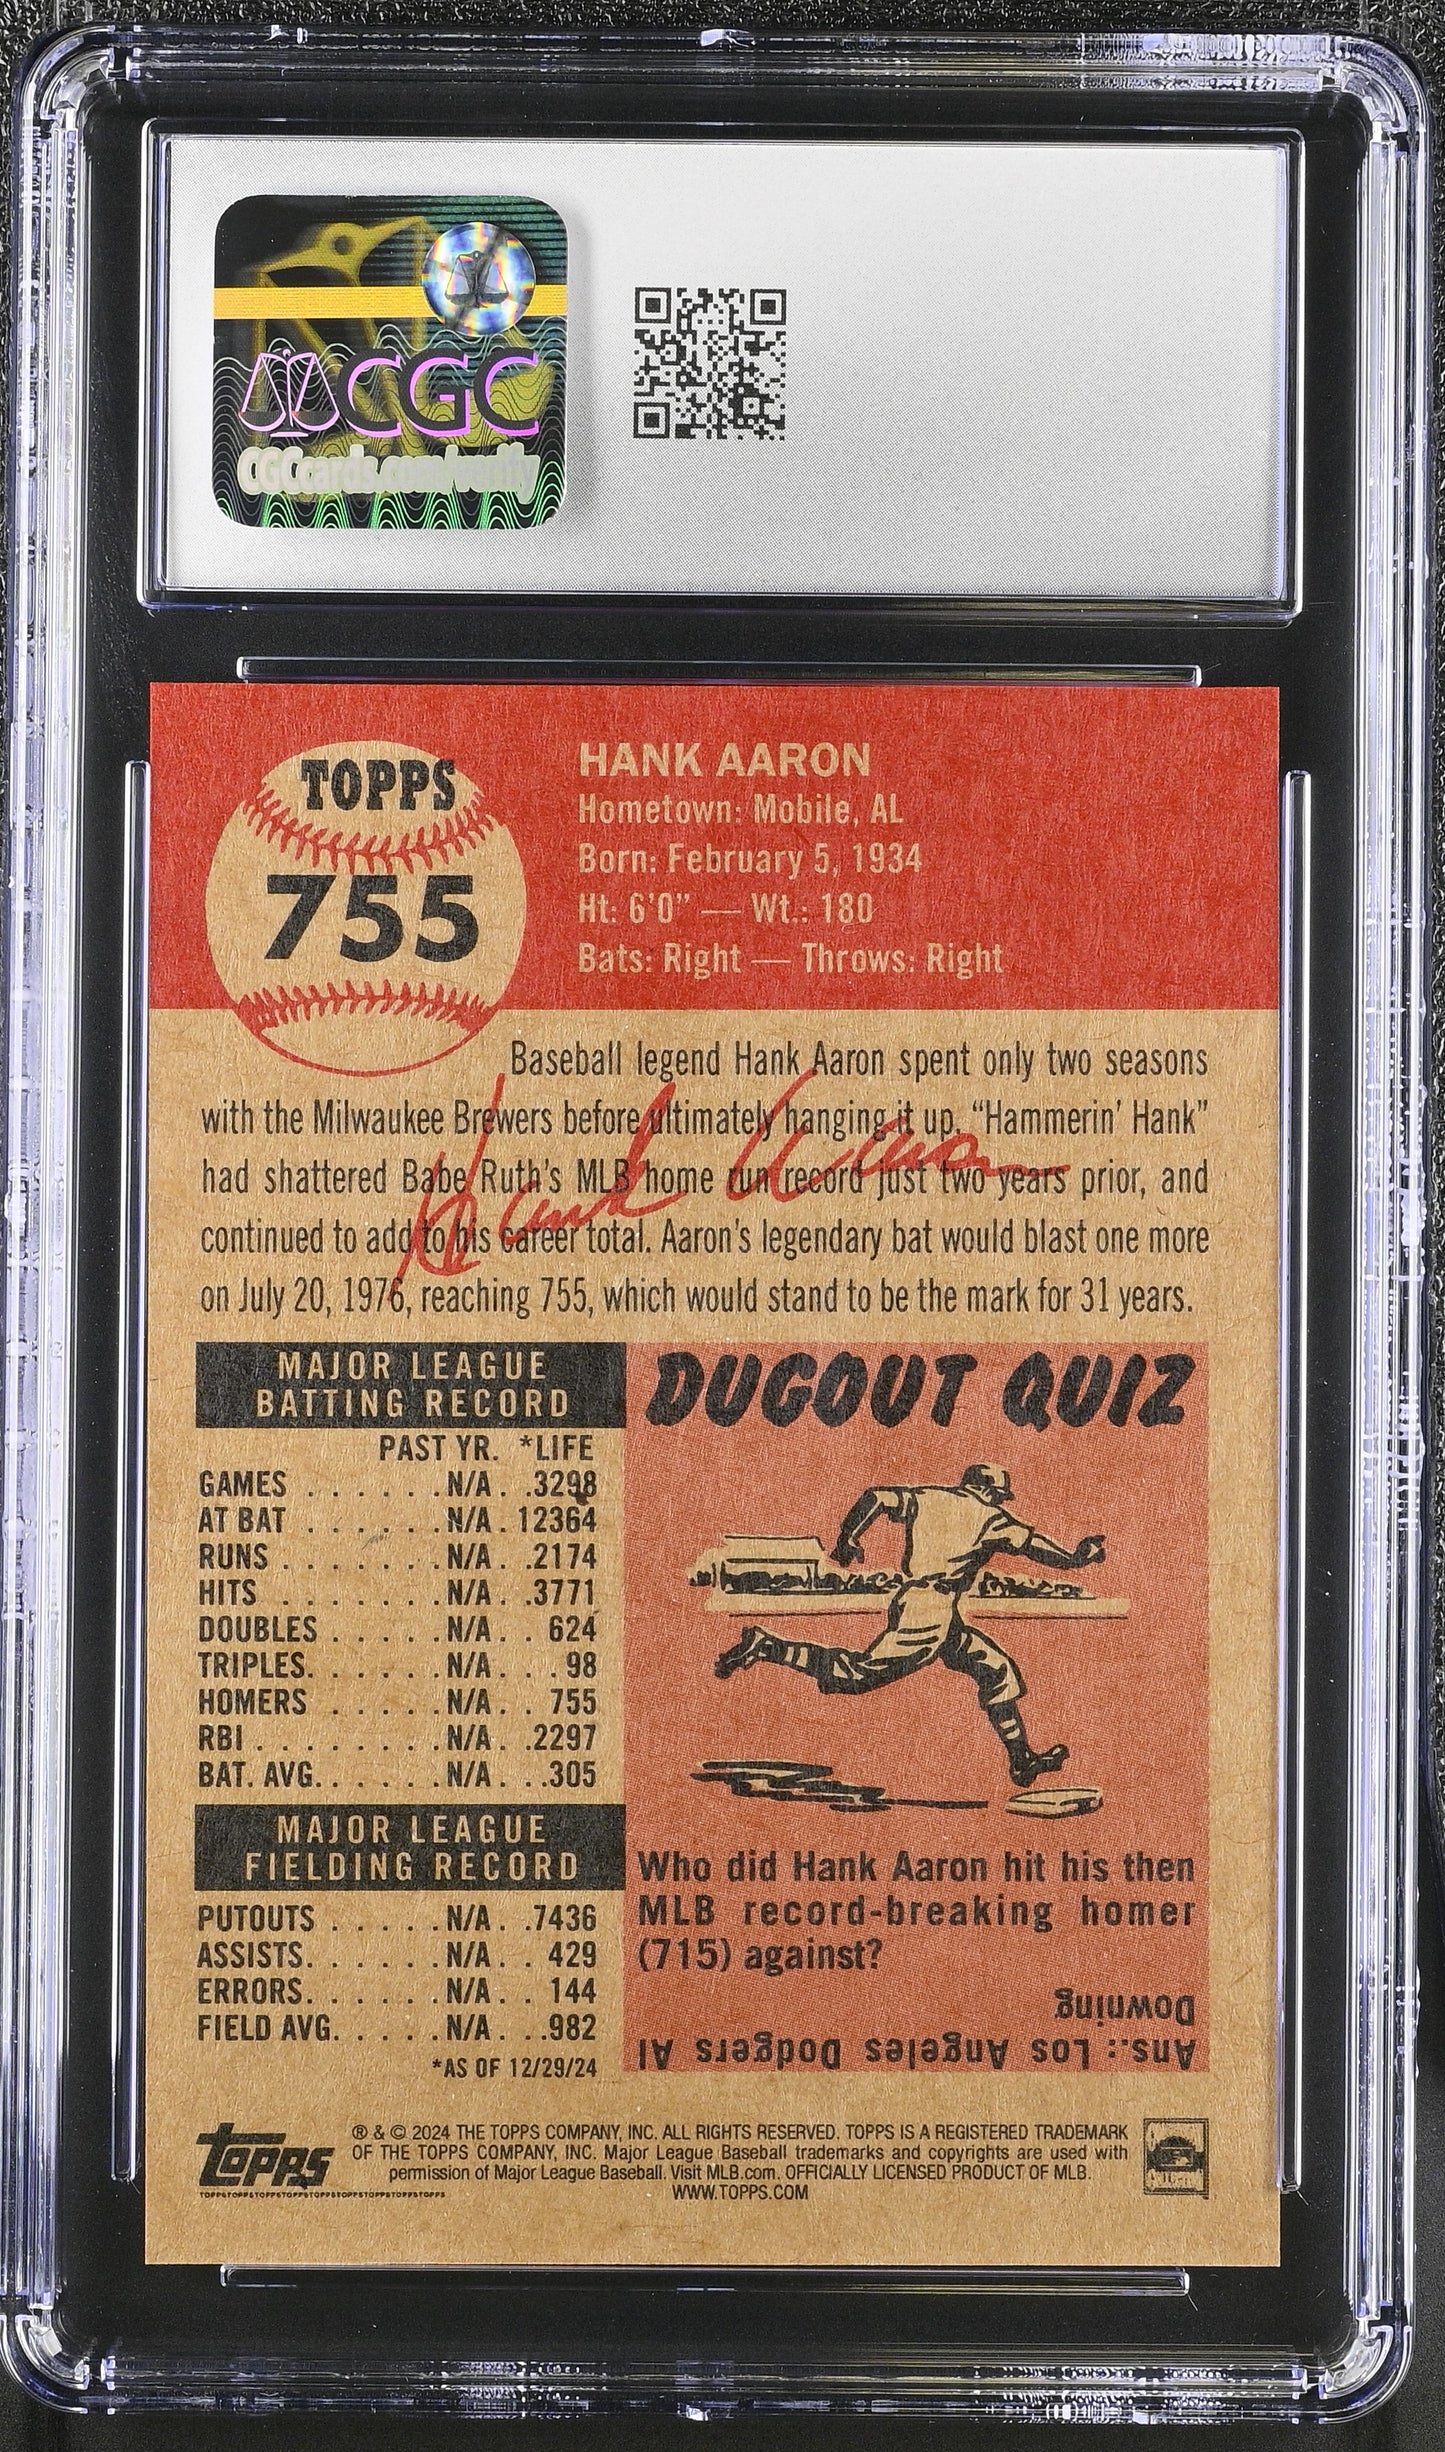 CGC
CGCcards.com/verify
TOPPS
755
HANK AARON
Hometown: Mobile, AL
Born: February 5, 1934
Ht: 6'0" — Wt.: 180
Bats: Right — Throws: Right
Baseball legend Hank Aaron spent only two seasons
with the Milwaukee Brewers before ultimately hanging it up. “Hammerin’ Hank”
had shattered Babe Ruth’s MLB home run record just two years prior, and
continued to add to his career total. Aaron’s legendary bat would blast one more
on July 20, 1976, reaching 755, which would stand to be the mark for 31 years.
Hank Aaron
MAJOR LEAGUE
BATTING RECORD
PAST YR. *LIFE
GAMES . . . . . . .N/A . .3298
AT BAT . . . . . . .N/A . 12364
RUNS . . . . . . . .N/A . .2174
HITS . . . . . . . .N/A . .3771
DOUBLES . . . . . .N/A . . 624
TRIPLES. . . . . . .N/A . . . 98
HOMERS . . . . . .N/A . . 755
RBI . . . . . . . . .N/A . .2297
BAT. AVG. . . . . . .N/A . . .305
MAJOR LEAGUE
FIELDING RECORD
PUTOUTS . . . . . .N/A . .7436
ASSISTS. . . . . . .N/A . . 429
ERRORS. . . . . . .N/A . . 144
FIELD AVG. . . . . .N/A . . .982
*AS OF 12/29/24
DUGOUT QUIZ
Who did Hank Aaron hit his then
MLB record-breaking homer
(715) against?
Ans.: Los Angeles Dodgers Al
Downing
Topps
® & © 2024 THE TOPPS COMPANY, INC. ALL RIGHTS RESERVED. TOPPS IS A REGISTERED TRADEMARK
OF THE TOPPS COMPANY, INC. Major League Baseball trademarks and copyrights are used with
permission of Major League Baseball. Visit MLB.com. OFFICIALLY LICENSED PRODUCT OF MLB.
WWW.TOPPS.COM